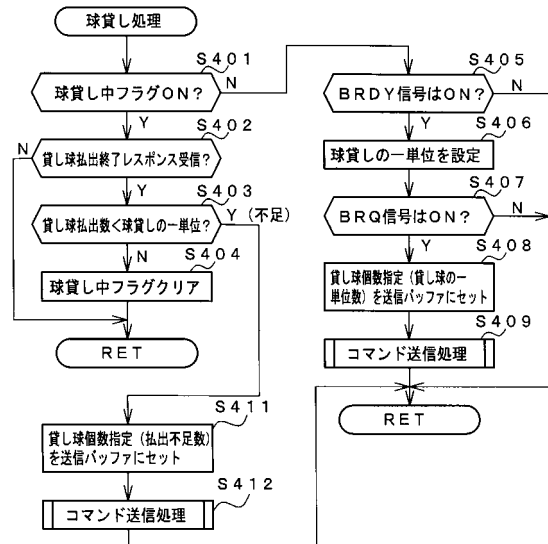 球貸し処理
S401
球貸し中フラグON?
N
Y
S402
N
貸し球払出終了レスポンス受信?
Y
S403
貸し球払出数<球貸しの一単位?
Y (不足)
N
S404
球貸し中フラグクリア
RET
S411
貸し球個数指定(払出不足数)
を送信バッファにセット
S412
コマンド送信処理
S405
BRDY信号はON?
N
Y
S406
球貸しの一単位を設定
S407
BRQ信号はON?
N
Y
S408
貸し球個数指定(貸し球の一
単位数)を送信バッファにセット
S409
コマンド送信処理
RET